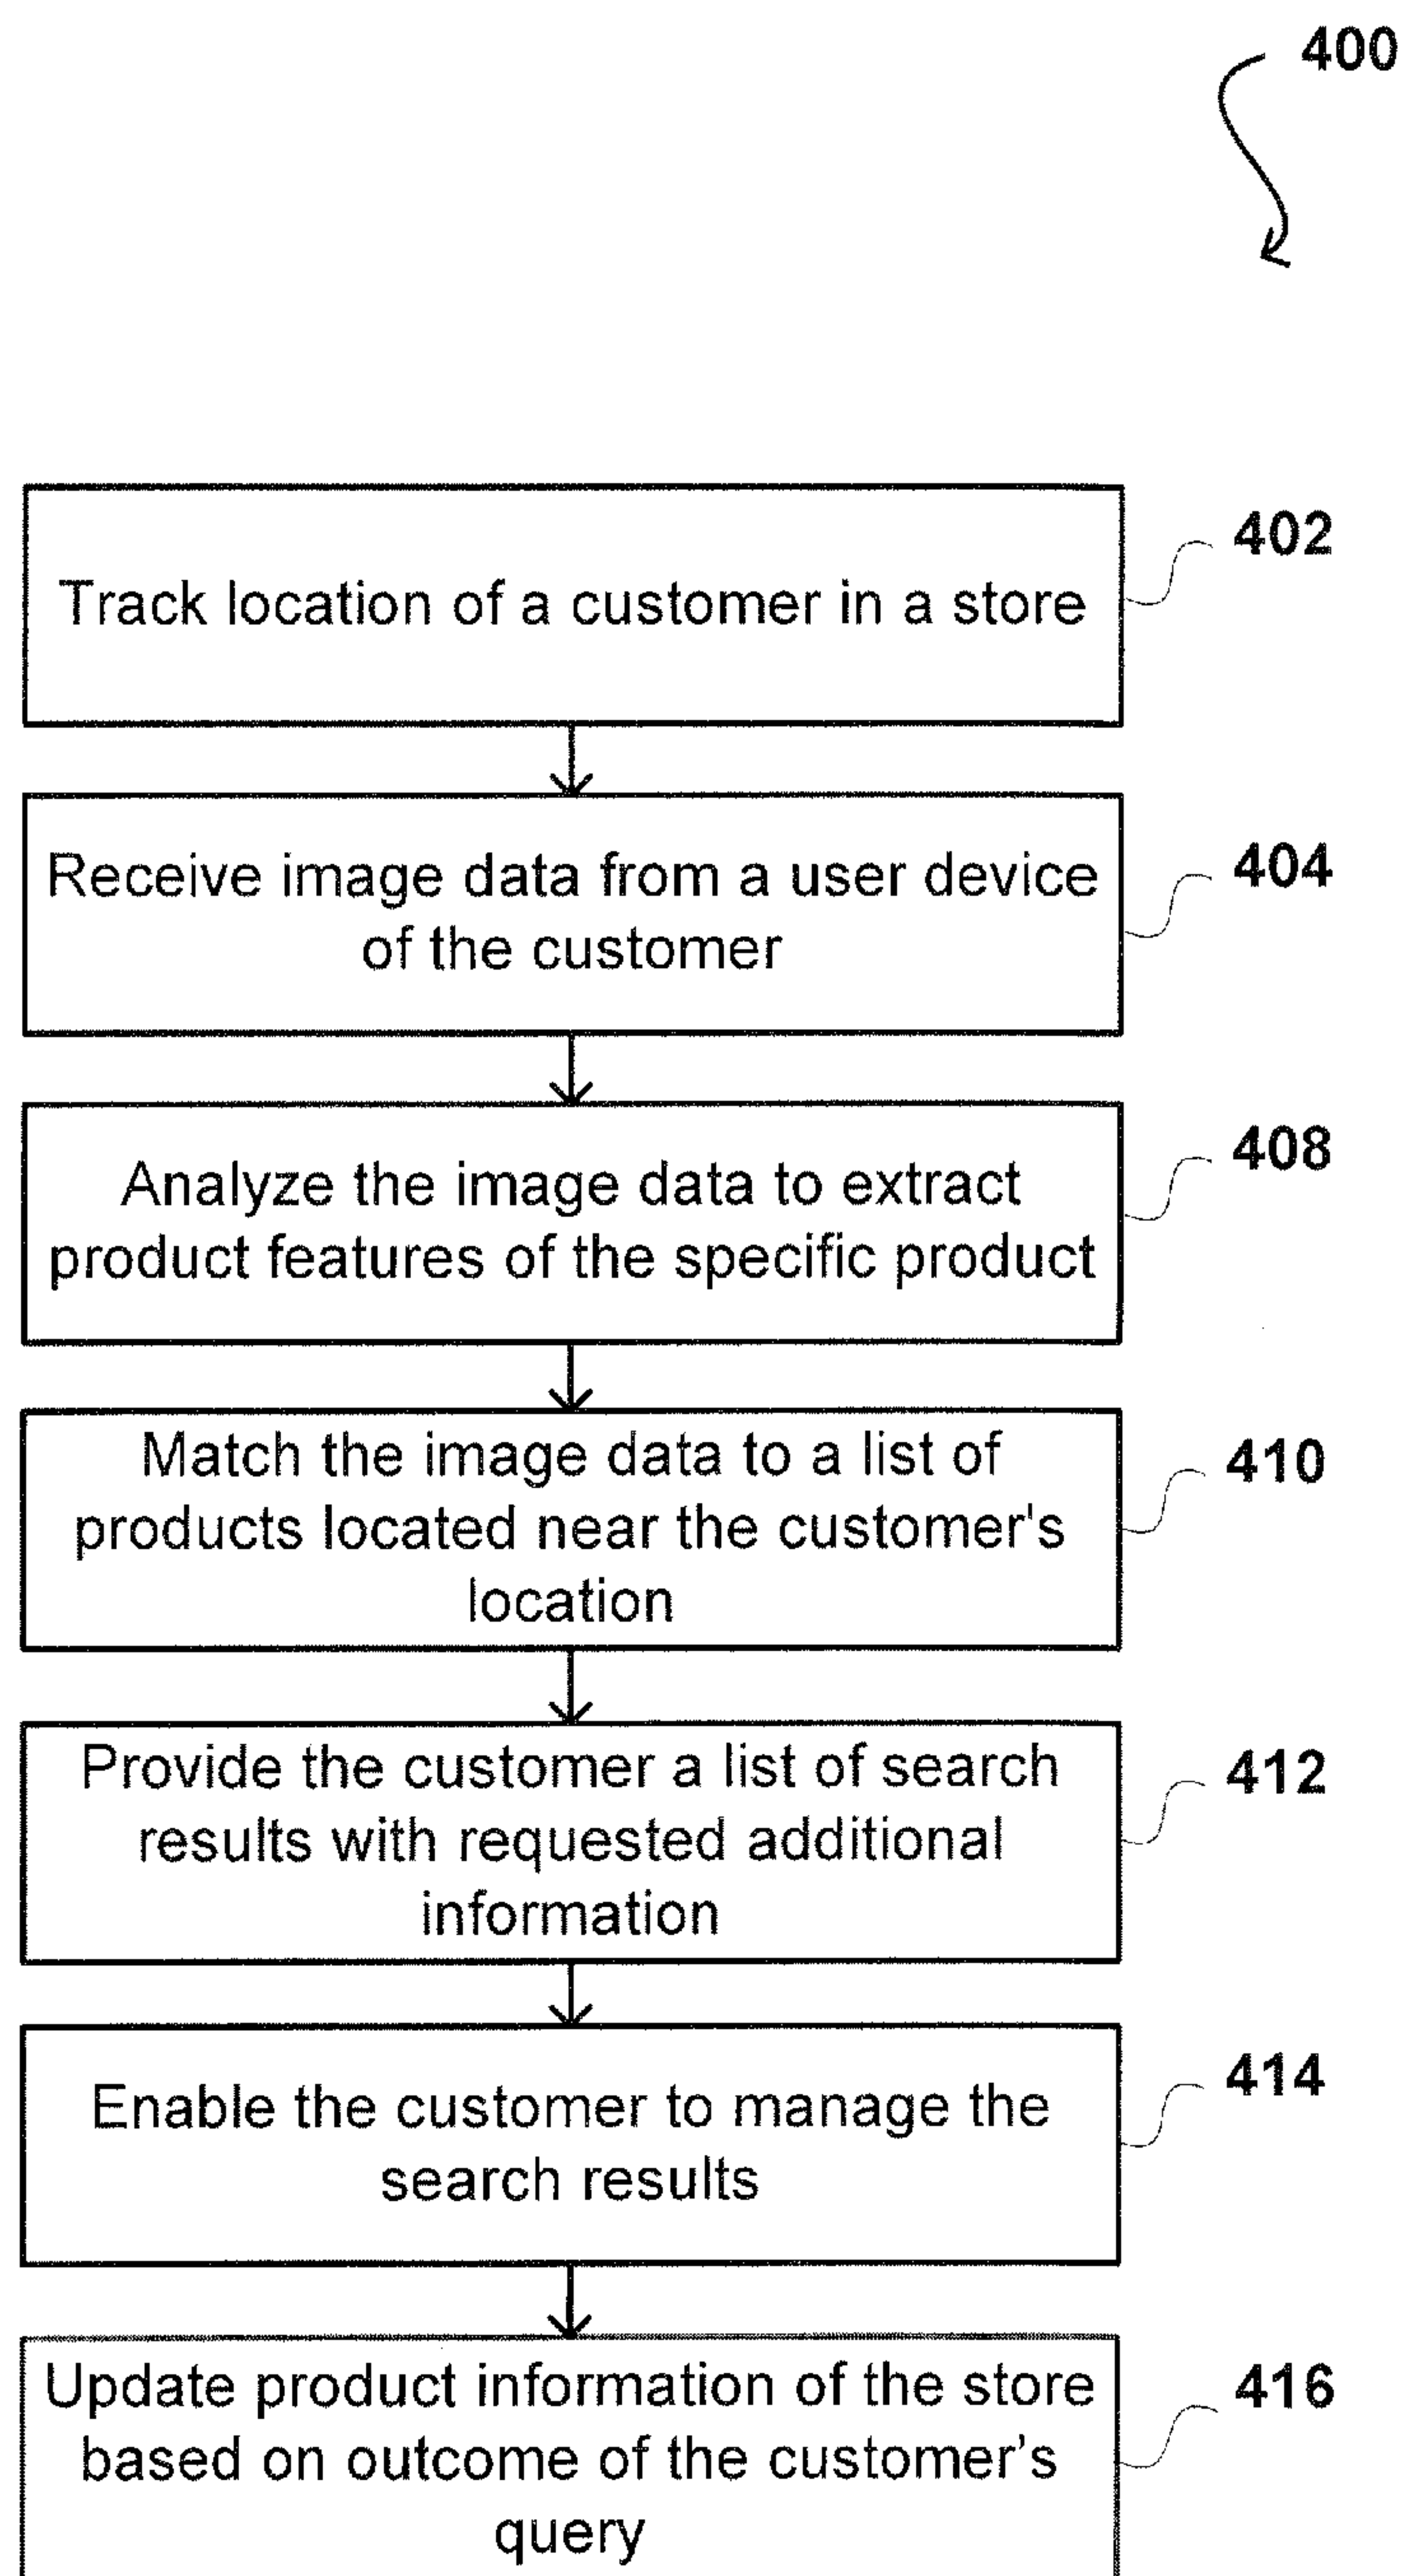 400
Track location of a customer in a store
402
Receive image data from a user device
of the customer
404
Analyze the image data to extract
product features of the specific product
408
Match the image data to a list of
products located near the customer's
location
410
Provide the customer a list of search
results with requested additional
information
412
Enable the customer to manage the
search results
414
Update product information of the store
based on outcome of the customer’s
query
416